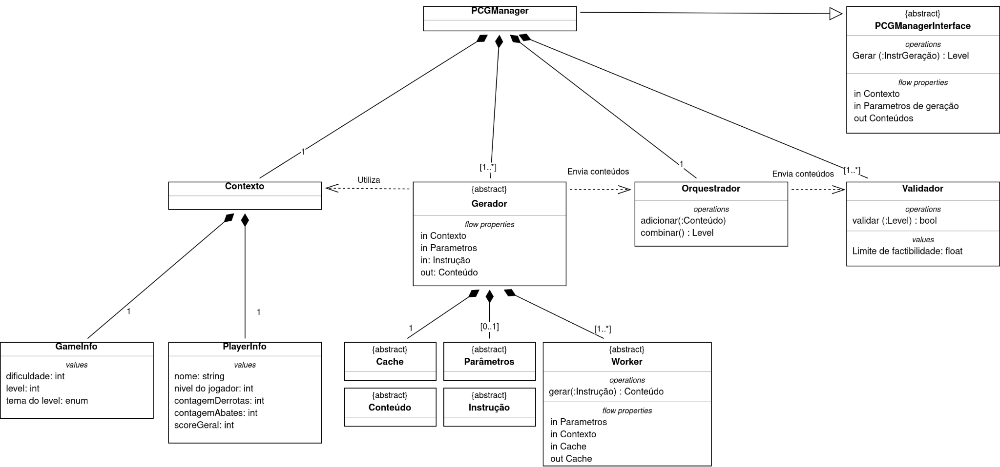 PCGManager
{abstract}
PCGManagerInterface
operations
Gerar (:InstrGeração) : Level
flow properties
in Contexto
in Parametros de geração
out Conteúdos
1
[1..*]
1
[1..*]
Utiliza
Envia conteúdos
Envia conteúdos
Contexto
{abstract}
Gerador
flow properties
in Contexto
in Parametros
in: Instrução
out: Conteúdo
Orquestrador
operations
adicionar(:Conteúdo)
combinar() : Level
Validador
operations
validar (:Level) : bool
values
Limite de factibilidade: float
1
1
1
[0..1]
[1..*]
GameInfo
values
dificuldade: int
level: int
tema do level: enum
PlayerInfo
values
nome: string
nivel do jogador: int
contagemDerrotas: int
contagemAbates: int
scoreGeral: int
{abstract}
Cache
{abstract}
Parâmetros
{abstract}
Conteúdo
{abstract}
Instrução
{abstract}
Worker
operations
gerar(:Instrução) : Conteúdo
flow properties
in Parametros
in Contexto
in Cache
out Cache